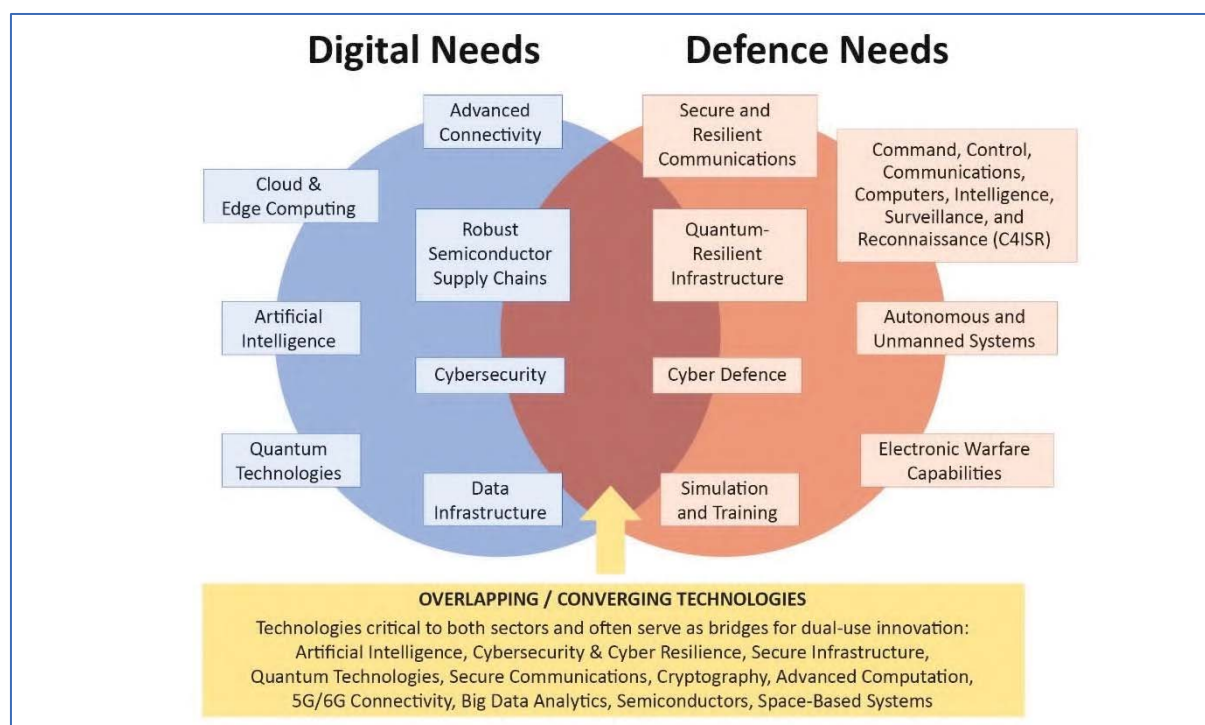 Digital Needs
Defence Needs
Advanced
Connectivity
Cloud &
Edge Computing
Robust
Semiconductor
Supply Chains
Artificial
Intelligence
Cybersecurity
Quantum
Technologies
Data
Infrastructure
Secure and
Resilient
Communications
Command, Control,
Communications,
Computers, Intelligence,
Surveillance, and
Reconnaissance (C4ISR)
Quantum-
Resilient
Infrastructure
Autonomous and
Unmanned Systems
Cyber Defence
Electronic Warfare
Capabilities
Simulation
and Training
OVERLAPPING / CONVERGING TECHNOLOGIES
Technologies critical to both sectors and often serve as bridges for dual-use innovation:
Artificial Intelligence, Cybersecurity & Cyber Resilience, Secure Infrastructure,
Quantum Technologies, Secure Communications, Cryptography, Advanced Computation,
5G/6G Connectivity, Big Data Analytics, Semiconductors, Space-Based Systems